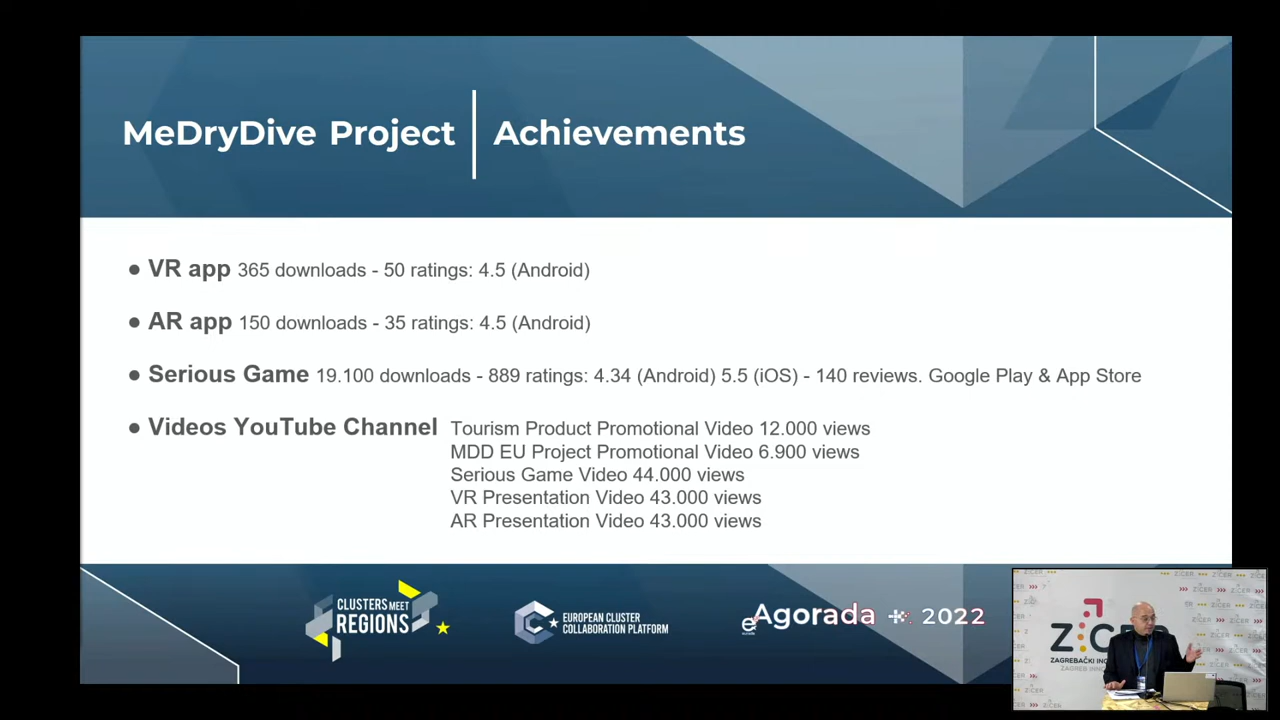 MeDryDive Project | Achievements
● VR app 365 downloads - 50 ratings: 4.5 (Android)
● AR app 150 downloads - 35 ratings: 4.5 (Android)
● Serious Game 19.100 downloads - 889 ratings: 4.34 (Android) 5.5 (iOS) - 140 reviews. Google Play & App Store
● Videos YouTube Channel Tourism Product Promotional Video 12.000 views
MDD EU Project Promotional Video 6.900 views
Serious Game Video 44.000 views
VR Presentation Video 43.000 views
AR Presentation Video 43.000 views
CLUSTERS MEET
REGIONS
EUROPEAN CLUSTER
COLLABORATION PLATFORM
Agorada + 2022
ZICER
ZAGREBAČKI
ZAGREB